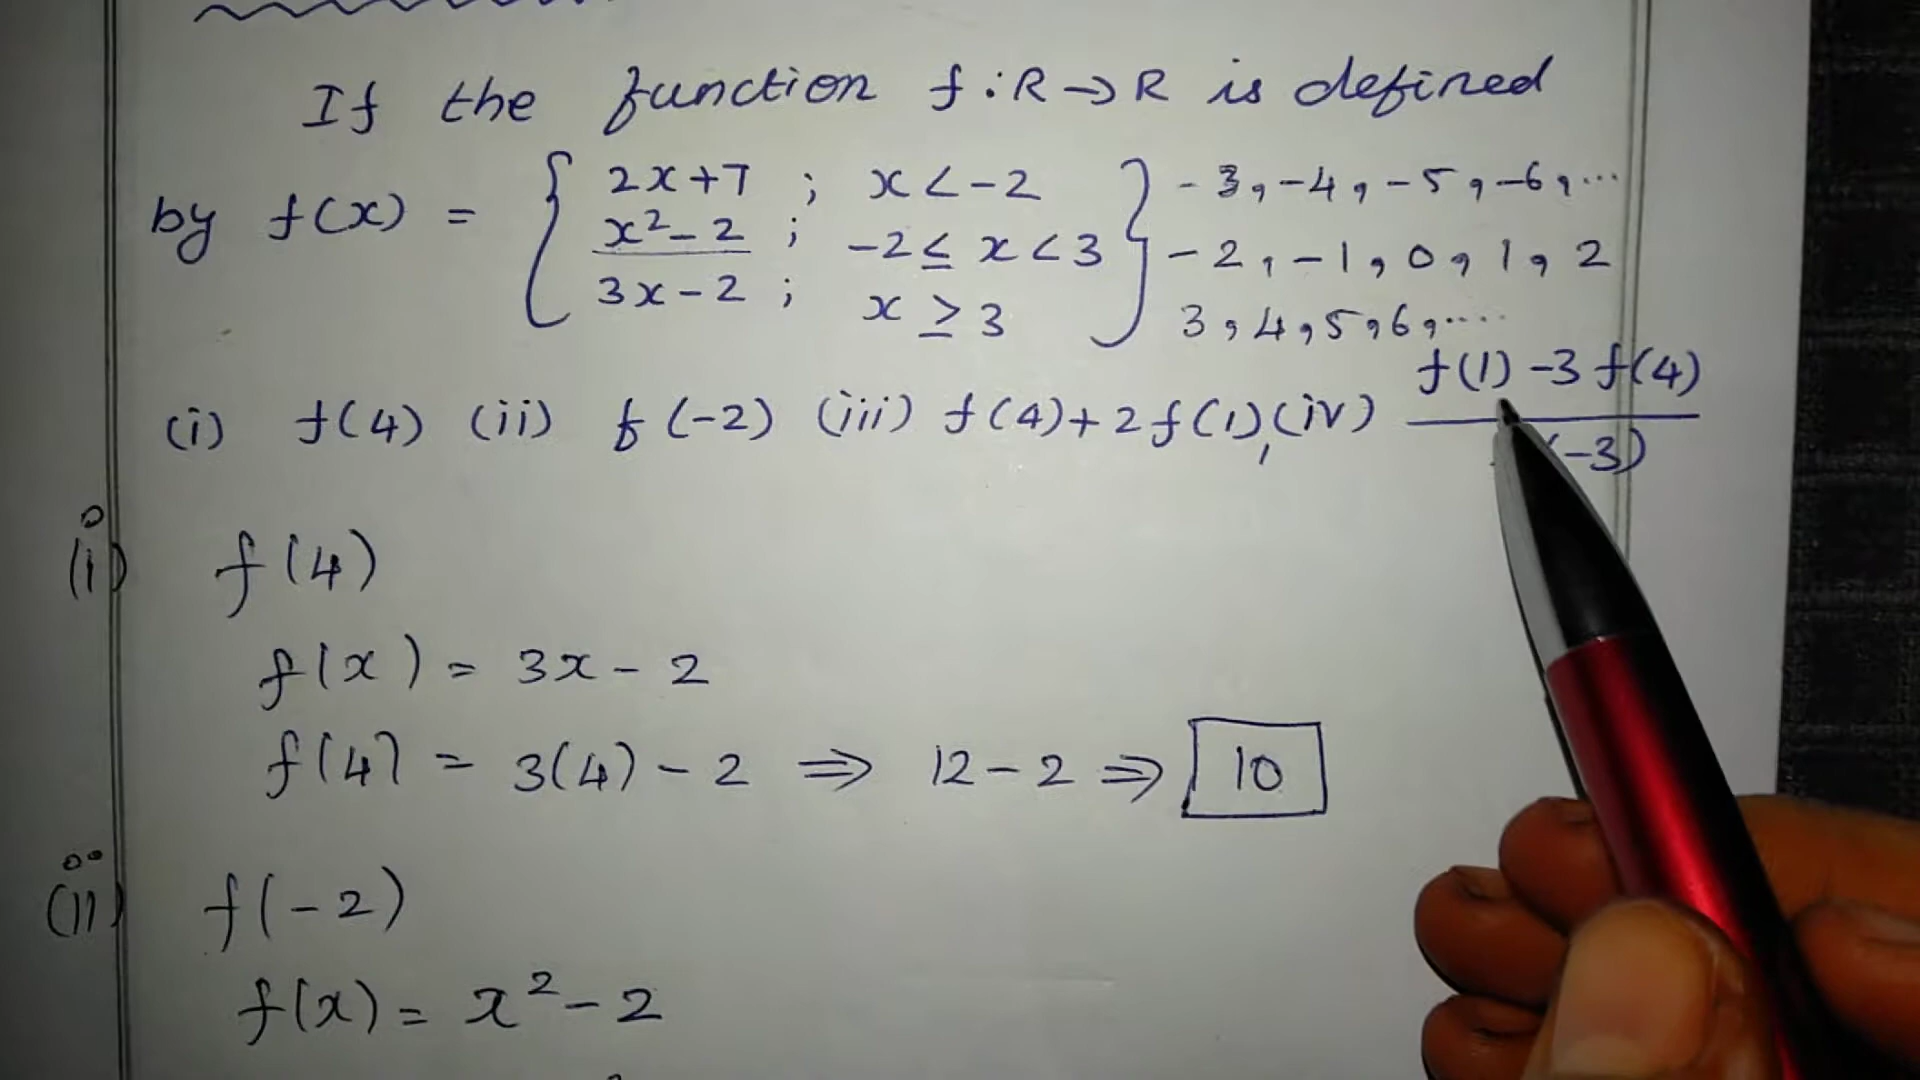 If the function f : R → R is defined
by f(x) = { 2x+7 ; x < -2 } -3, -4, -5, -6, ...
x² - 2 ; -2 ≤ x < 3 -2, -1, 0, 1, 2
3x - 2 ; x ≥ 3 3, 4, 5, 6, ....
(i) f(4) (ii) f(-2) (iii) f(4) + 2f(1), (iv) f(1) - 3f(4)
(-3)
(i) f(4)
f(x) = 3x - 2
f(4) = 3(4) - 2 ⇒ 12 - 2 ⇒ 10
(ii) f(-2)
f(x) = x² - 2